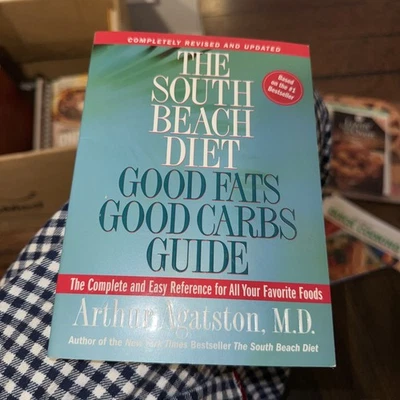 COMPLETELY REVISED AND UPDATED
THE
SOUTH
BEACH
DIET
Based on the #1 Bestseller
GOOD FATS
GOOD CARBS
GUIDE
The Complete and Easy Reference for All Your Favorite Foods
Arthur Agatston, M.D.
Author of the New York Times Bestseller The South Beach Diet